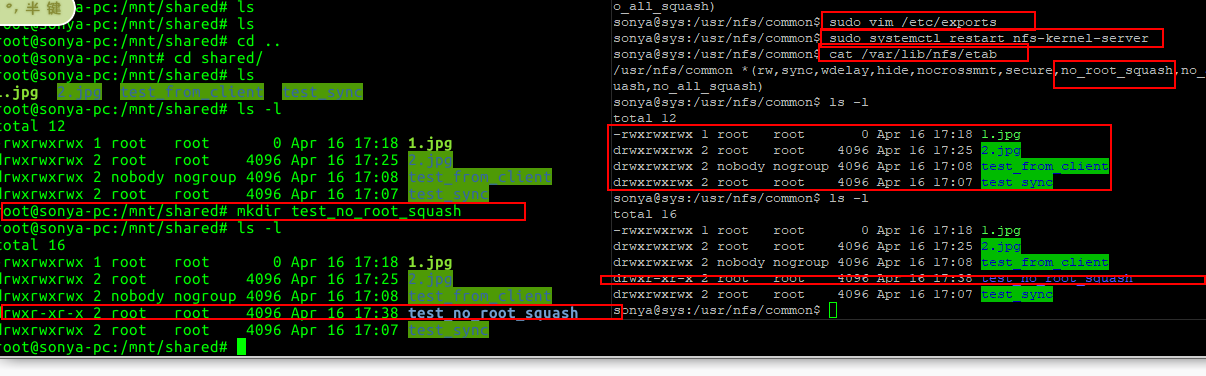 °, 半 键
root@sonya-pc:/mnt/shared# ls
ls
root@sonya-pc:/mnt/shared# cd ..
root@sonya-pc:/mnt# cd shared/
root@sonya-pc:/mnt/shared# ls
1.jpg  2.jpg  test_from_client  test_sync
root@sonya-pc:/mnt/shared# ls -l
total 12
-rwxrwxrwx 1 root   root       0 Apr 16 17:18 1.jpg
drwxrwxrwx 2 root   root    4096 Apr 16 17:25 2.jpg
drwxrwxrwx 2 nobody nogroup 4096 Apr 16 17:08 test_from_client
drwxrwxrwx 2 root   root    4096 Apr 16 17:07 test_sync
root@sonya-pc:/mnt/shared# mkdir test_no_root_squash
root@sonya-pc:/mnt/shared# ls -l
total 16
-rwxrwxrwx 1 root   root       0 Apr 16 17:18 1.jpg
drwxrwxrwx 2 root   root    4096 Apr 16 17:25 2.jpg
drwxrwxrwx 2 nobody nogroup 4096 Apr 16 17:08 test_from_client
drwxr-xr-x 2 root   root    4096 Apr 16 17:38 test_no_root_squash
drwxrwxrwx 2 root   root    4096 Apr 16 17:07 test_sync
root@sonya-pc:/mnt/shared#
o_all_squash)
sonya@sys:/usr/nfs/common$ sudo vim /etc/exports
sonya@sys:/usr/nfs/common$ sudo systemctl restart nfs-kernel-server
sonya@sys:/usr/nfs/common$ cat /var/lib/nfs/etab
/usr/nfs/common *(rw,sync,wdelay,hide,nocrossmnt,secure,no_root_squash,no_
uash,no_all_squash)
sonya@sys:/usr/nfs/common$ ls -l
total 12
-rwxrwxrwx 1 root   root       0 Apr 16 17:18 1.jpg
drwxrwxrwx 2 root   root    4096 Apr 16 17:25 2.jpg
drwxrwxrwx 2 nobody nogroup 4096 Apr 16 17:08 test_from_client
drwxrwxrwx 2 root   root    4096 Apr 16 17:07 test_sync
sonya@sys:/usr/nfs/common$ ls -l
total 16
-rwxrwxrwx 1 root   root       0 Apr 16 17:18 1.jpg
drwxrwxrwx 2 root   root    4096 Apr 16 17:25 2.jpg
drwxrwxrwx 2 nobody nogroup 4096 Apr 16 17:08 test_from_client
drwxr-xr-x 2 root   root    4096 Apr 16 17:38 test_no_root_squash
drwxrwxrwx 2 root   root    4096 Apr 16 17:07 test_sync
sonya@sys:/usr/nfs/common$